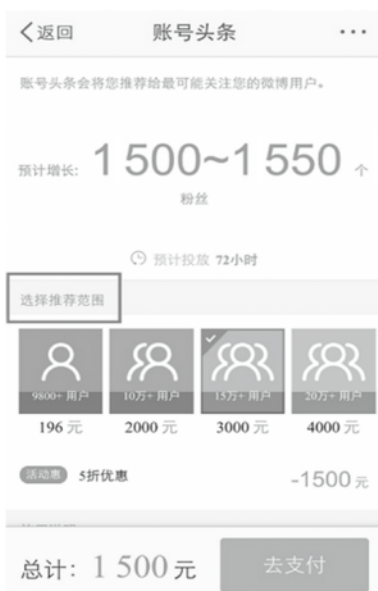 返回 账号头条 ...
账号头条会将您推荐给最可能关注您的微博用户。
预计增长: 1 500~1 550 个
粉丝
预计投放 72小时
选择推荐范围
9800+ 用户 10万+ 用户 15万+ 用户 20万+ 用户
196 元 2000 元 3000 元 4000 元
活动惠 5折优惠 -1500 元
总计: 1 500 元 去支付